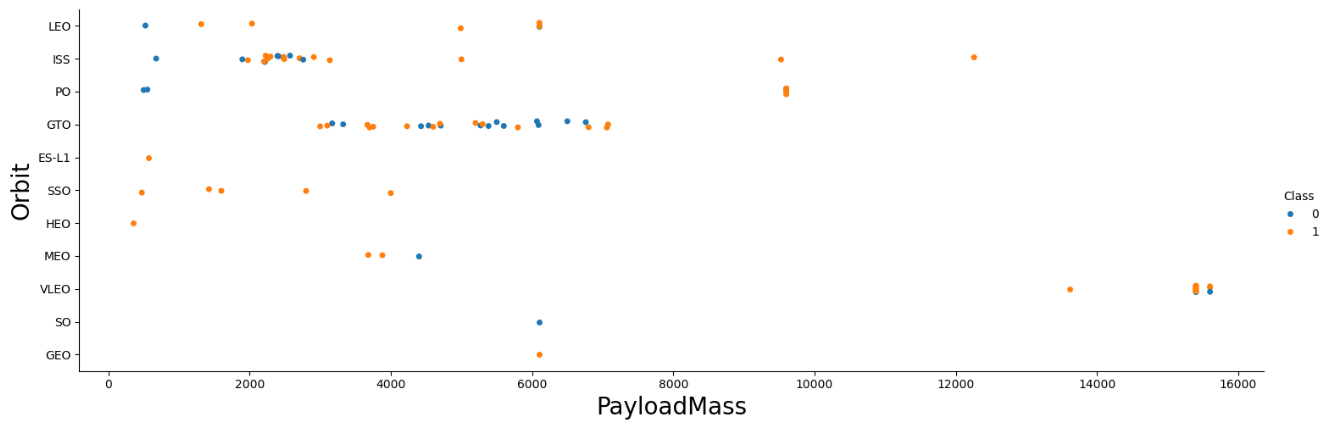 LEO
ISS
PO
GTO
ES-L1
SSO
HEO
MEO
VLEO
SO
GEO
Orbit
0 2000 4000 6000 8000 10000 12000 14000 16000
PayloadMass
Class
0
1